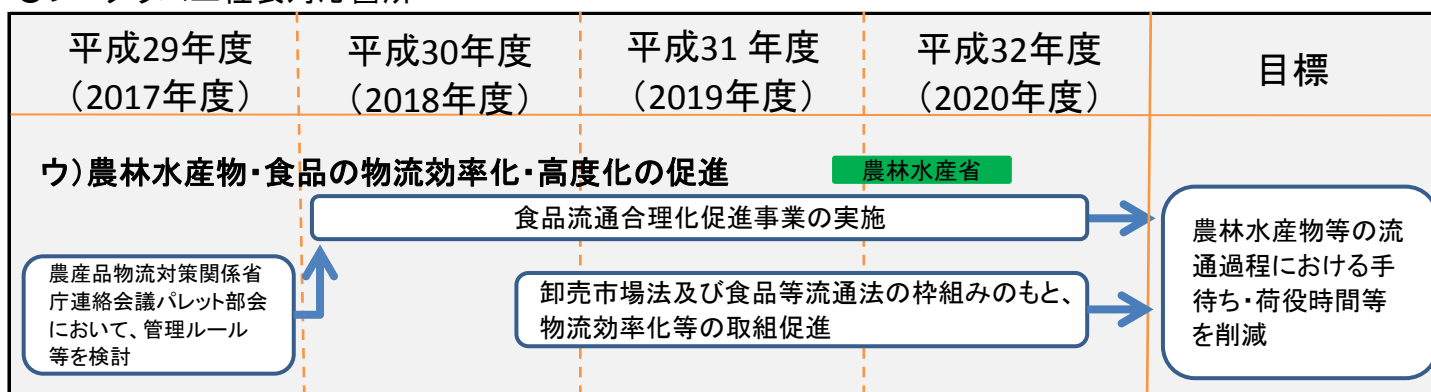 平成29年度
（2017年度）
平成30年度
（2018年度）
平成31 年度
（2019年度）
平成32年度
（2020年度）
目標
ウ）農林水産物・食品の物流効率化・高度化の促進
農林水産省
食品流通合理化促進事業の実施
農産品物流対策関係省
庁連絡会議パレット部会
において、管理ルール
等を検討
卸売市場法及び食品等流通法の枠組みのもと、
物流効率化等の取組促進
農林水産物等の流
通過程における手
待ち・荷役時間等
を削減